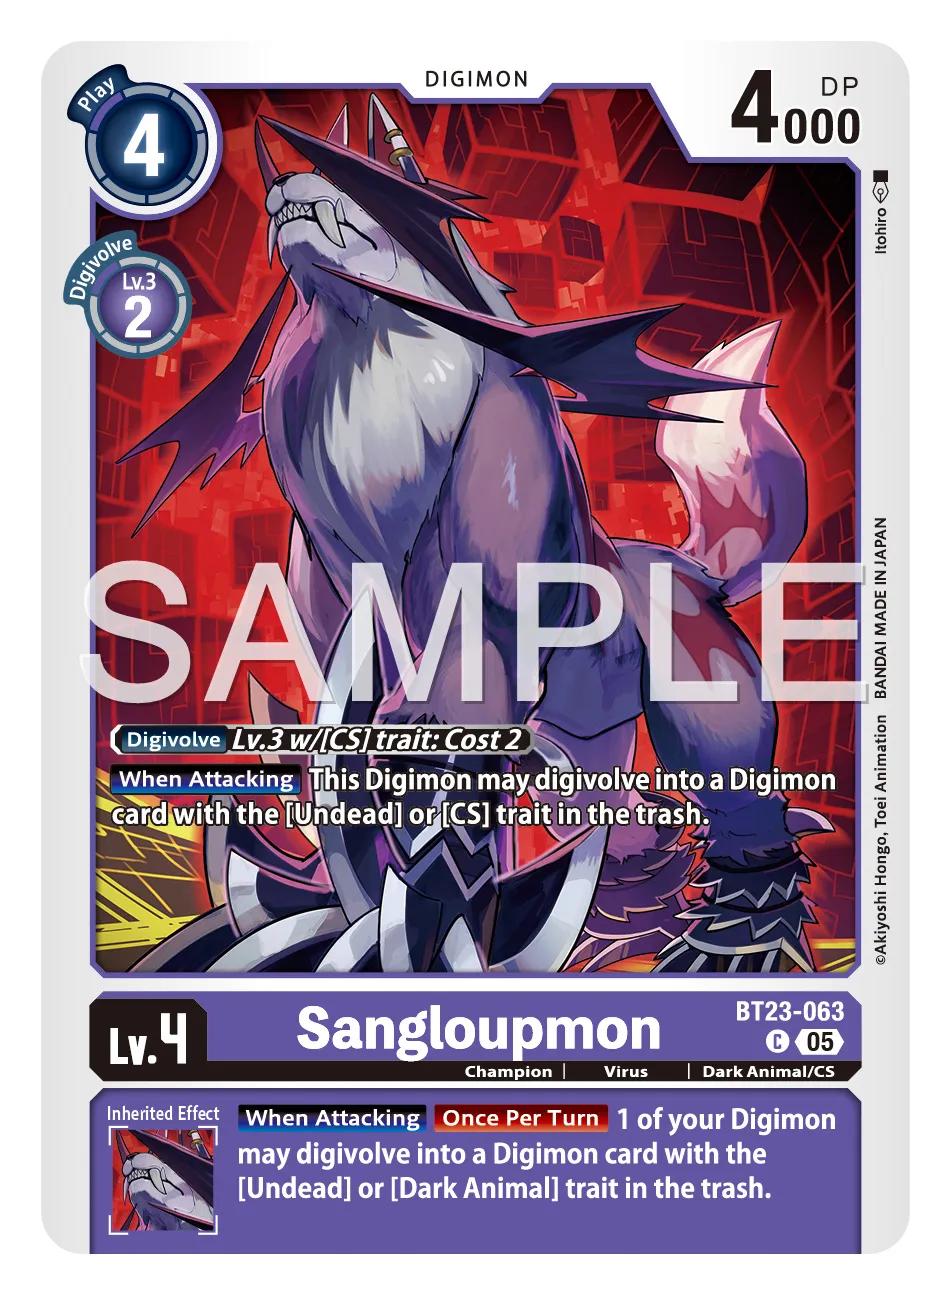 DIGIMON
Play
4
DP
4000
Digivolve
Lv.3
2
Itohiro
SAMPLE
BANDAI MADE IN JAPAN
©Akiyoshi Hongo, Toei Animation
Digivolve Lv.3 w/[CS] trait: Cost 2
When Attacking This Digimon may digivolve into a Digimon
card with the [Undead] or [CS] trait in the trash.
Lv.4
Sangloupmon
BT23-063
C 05
Champion | Virus | Dark Animal/CS
Inherited Effect
When Attacking Once Per Turn 1 of your Digimon
may digivolve into a Digimon card with the
[Undead] or [Dark Animal] trait in the trash.